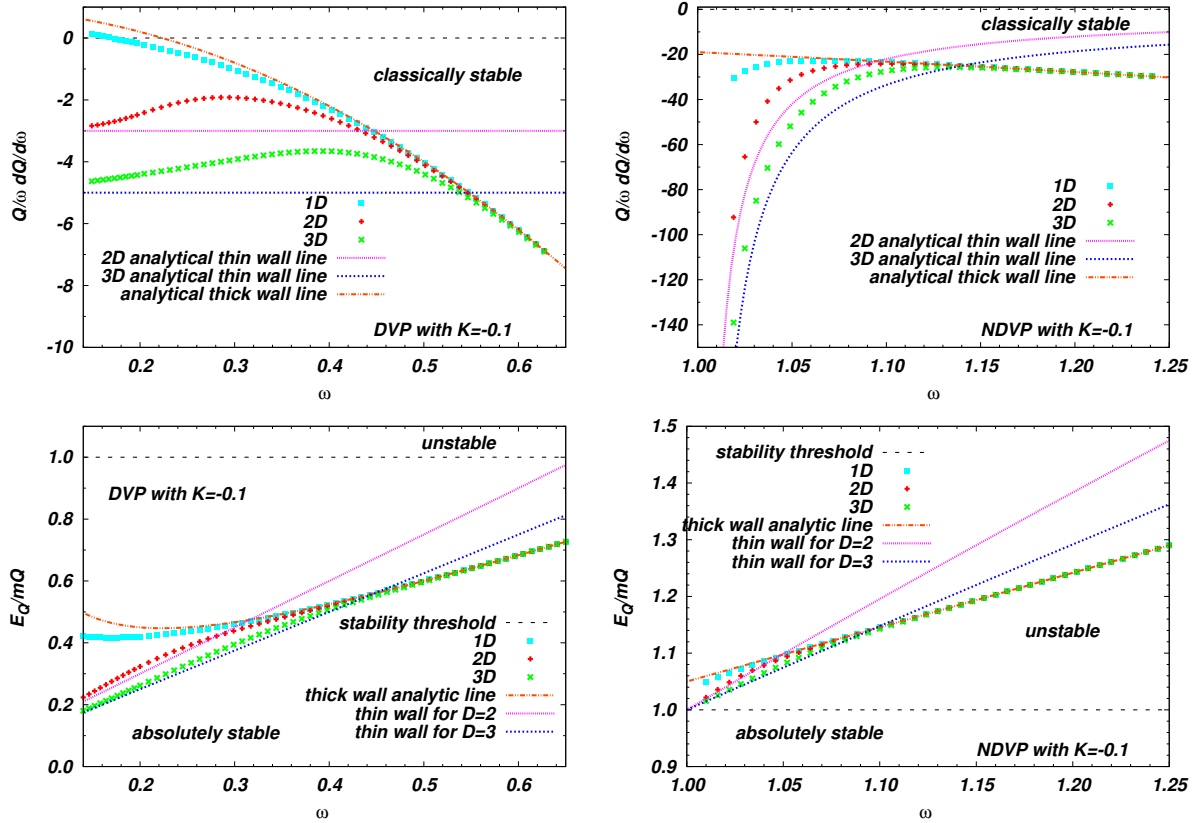 0
-2
-4
-6
-8
-10
0.2
0.3
0.4
0.5
0.6
Q/ω dQ/dω
ω
classically stable
1D
2D
3D
2D analytical thin wall line
3D analytical thin wall line
analytical thick wall line
DVP with K=-0.1
0
-20
-40
-60
-80
-100
-120
-140
1.00
1.05
1.10
1.15
1.20
1.25
Q/ω dQ/dω
ω
classically stable
1D
2D
3D
2D analytical thin wall line
3D analytical thin wall line
analytical thick wall line
NDVP with K=-0.1
1.0
0.8
0.6
0.4
0.2
0.0
0.2
0.3
0.4
0.5
0.6
E_Q/mQ
ω
unstable
DVP with K=-0.1
stability threshold
1D
2D
3D
thick wall analytic line
thin wall for D=2
thin wall for D=3
absolutely stable
1.5
1.4
1.3
1.2
1.1
1.0
0.9
1.00
1.05
1.10
1.15
1.20
1.25
E_Q/mQ
ω
stability threshold
1D
2D
3D
thick wall analytic line
thin wall for D=2
thin wall for D=3
unstable
absolutely stable
NDVP with K=-0.1